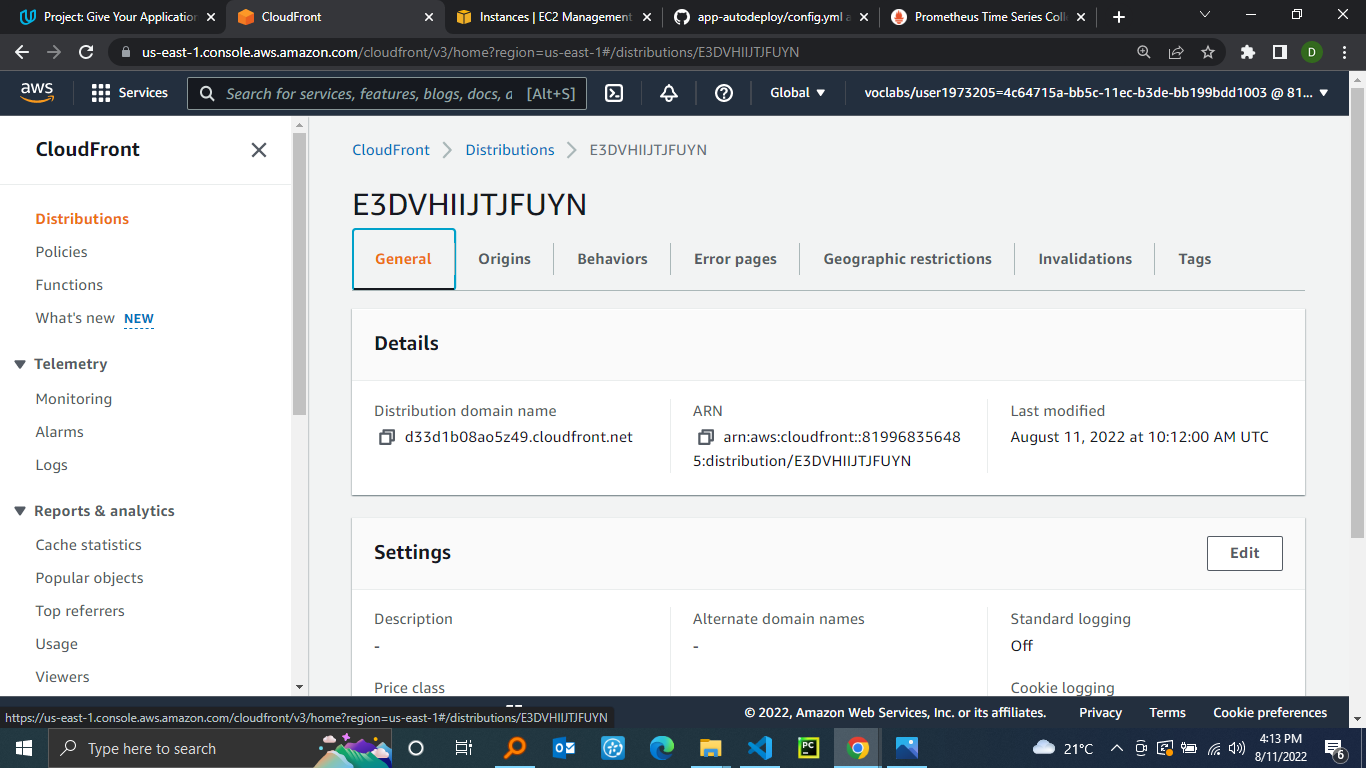 Project: Give Your Application
CloudFront
Instances | EC2 Management
app-autodeploy/config.yml a
Prometheus Time Series Coll
us-east-1.console.aws.amazon.com/cloudfront/v3/home?region=us-east-1#/distributions/E3DVHIIJTJFUYN
D
aws
Services
Search for services, features, blogs, docs, a
[Alt+S]
Global
voclabs/user1973205=4c64715a-bb5c-11ec-b3de-bb199bdd1003 @ 81...
CloudFront
Distributions
Policies
Functions
What's new NEW
Telemetry
Monitoring
Alarms
Logs
Reports & analytics
Cache statistics
Popular objects
Top referrers
Usage
Viewers
CloudFront
Distributions
E3DVHIIJTJFUYN
E3DVHIIJTJFUYN
General
Origins
Behaviors
Error pages
Geographic restrictions
Invalidations
Tags
Details
Distribution domain name
d33d1b08ao5z49.cloudfront.net
ARN
arn:aws:cloudfront::81996835648
5:distribution/E3DVHIIJTJFUYN
Last modified
August 11, 2022 at 10:12:00 AM UTC
Settings
Edit
Description
-
Alternate domain names
-
Standard logging
Off
Price class
Cookie logging
https://us-east-1.console.aws.amazon.com/cloudfront/v3/home?region=us-east-1#/distributions/E3DVHIIJTJFUYN
© 2022, Amazon Web Services, Inc. or its affiliates.
Privacy
Terms
Cookie preferences
Type here to search
PC
21°C
4:13 PM
8/11/2022
6